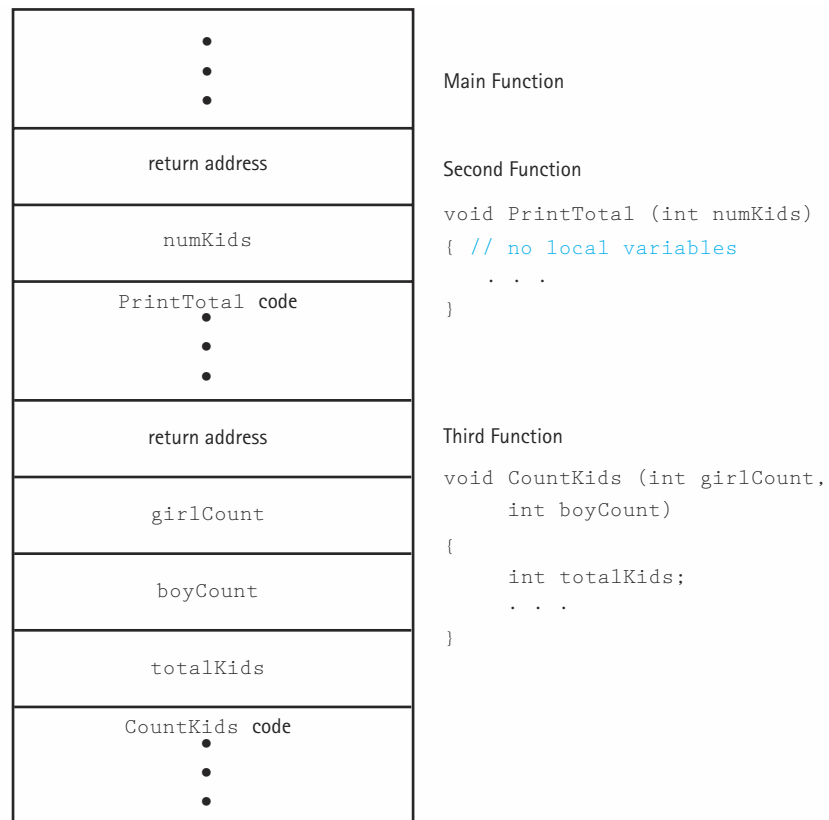 Main Function
return address
Second Function
void PrintTotal (int numKids)
numKids
{ // no local variables
. . .
PrintTotal code
}
return address
Third Function
void CountKids (int girlCount,
girlCount
int boyCount)
{
int totalKids;
boyCount
. . .
}
totalKids
CountKids code